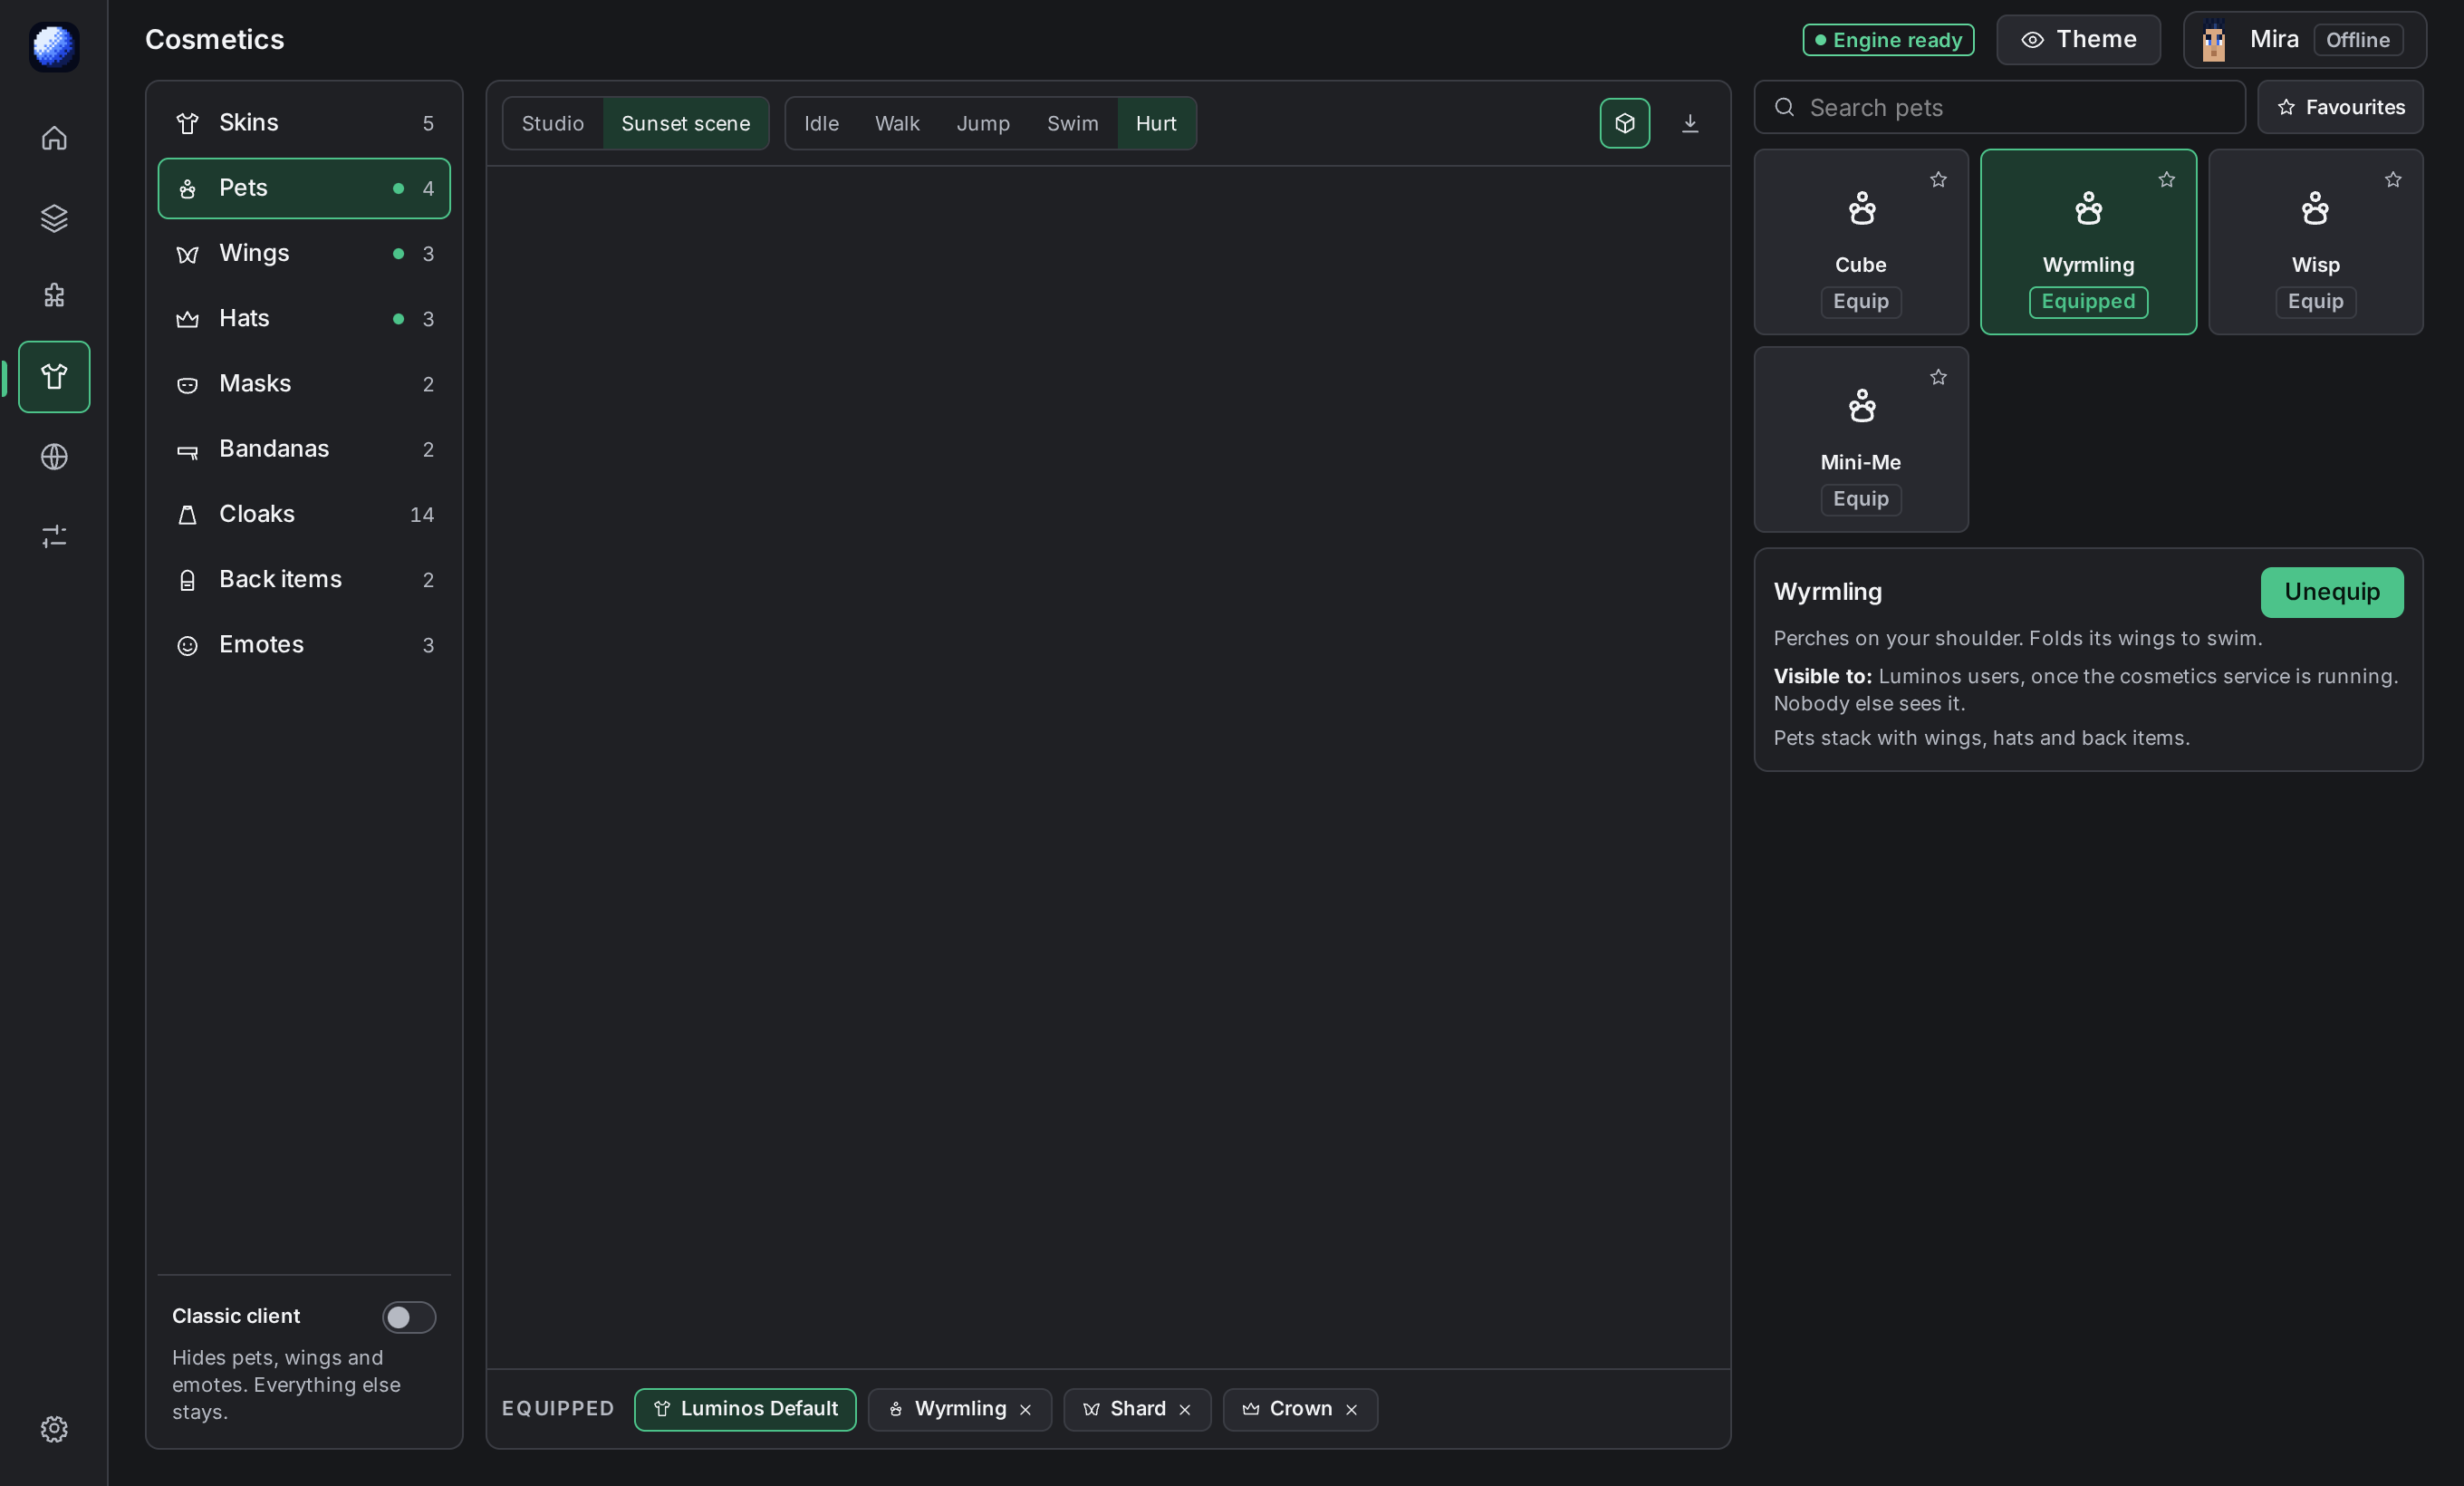 Cosmetics
Engine ready
Theme
Mira
Offline
Skins
5
Pets
4
Wings
3
Hats
3
Masks
2
Bandanas
2
Cloaks
14
Back items
2
Emotes
3
Classic client
Hides pets, wings and
emotes. Everything else
stays.
Studio
Sunset scene
Idle
Walk
Jump
Swim
Hurt
EQUIPPED
Luminos Default
Wyrmling
Shard
Crown
Search pets
Favourites
Cube
Equip
Wyrmling
Equipped
Wisp
Equip
Mini-Me
Equip
Wyrmling
Unequip
Perches on your shoulder. Folds its wings to swim.
Visible to: Luminos users, once the cosmetics service is running.
Nobody else sees it.
Pets stack with wings, hats and back items.